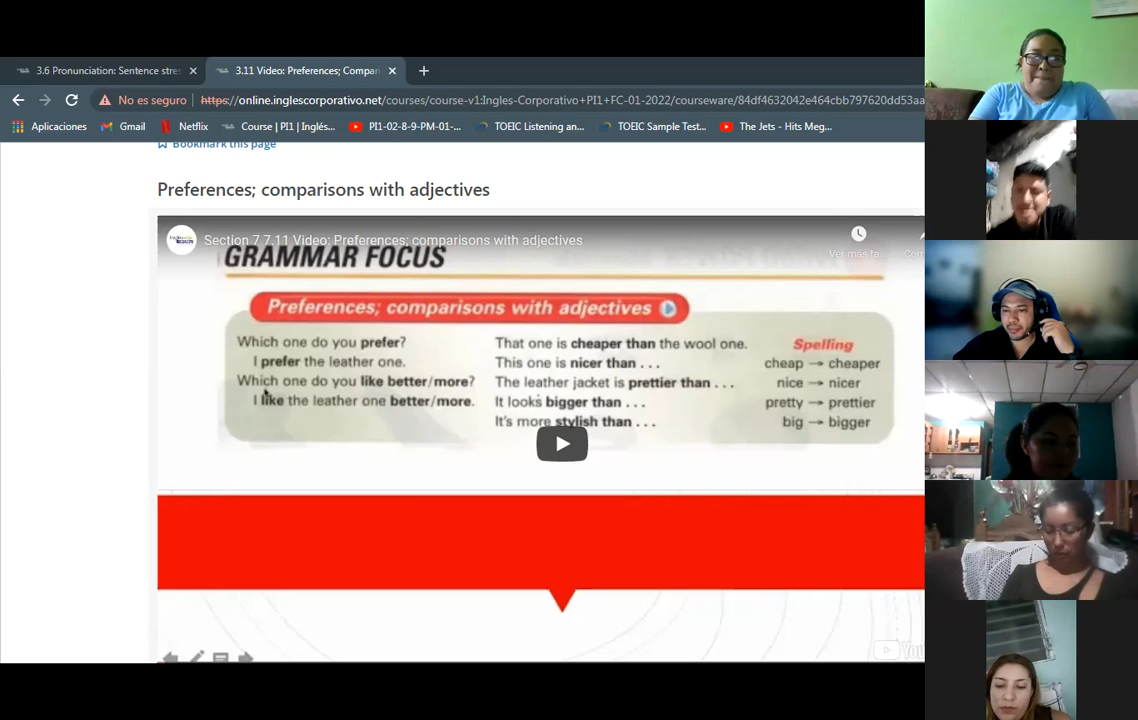 3.6 Pronunciation: Sentence stres
3.11 Video: Preferences; Compar
No es seguro
https://online.inglescorporativo.net/courses/course-v1:Ingles-Corporativo+PI1+FC-01-2022/courseware/84df4632042e464cbb797620dd53aa
Aplicaciones
Gmail
Netflix
Course | PI1 | Inglés...
PI1-02-8-9-PM-01-...
TOEIC Listening an...
TOEIC Sample Test...
The Jets - Hits Meg...
Bookmark this page
Preferences; comparisons with adjectives
Section 7 7.11 Video: Preferences; comparisons with adjectives
Ver más ta
GRAMMAR FOCUS
Preferences; comparisons with adjectives
Which one do you prefer?
I prefer the leather one.
Which one do you like better/more?
I like the leather one better/more.
That one is cheaper than the wool one.
This one is nicer than . . .
The leather jacket is prettier than . . .
It looks bigger than . . .
It's more stylish than . . .
Spelling
cheap → cheaper
nice → nicer
pretty → prettier
big → bigger
You